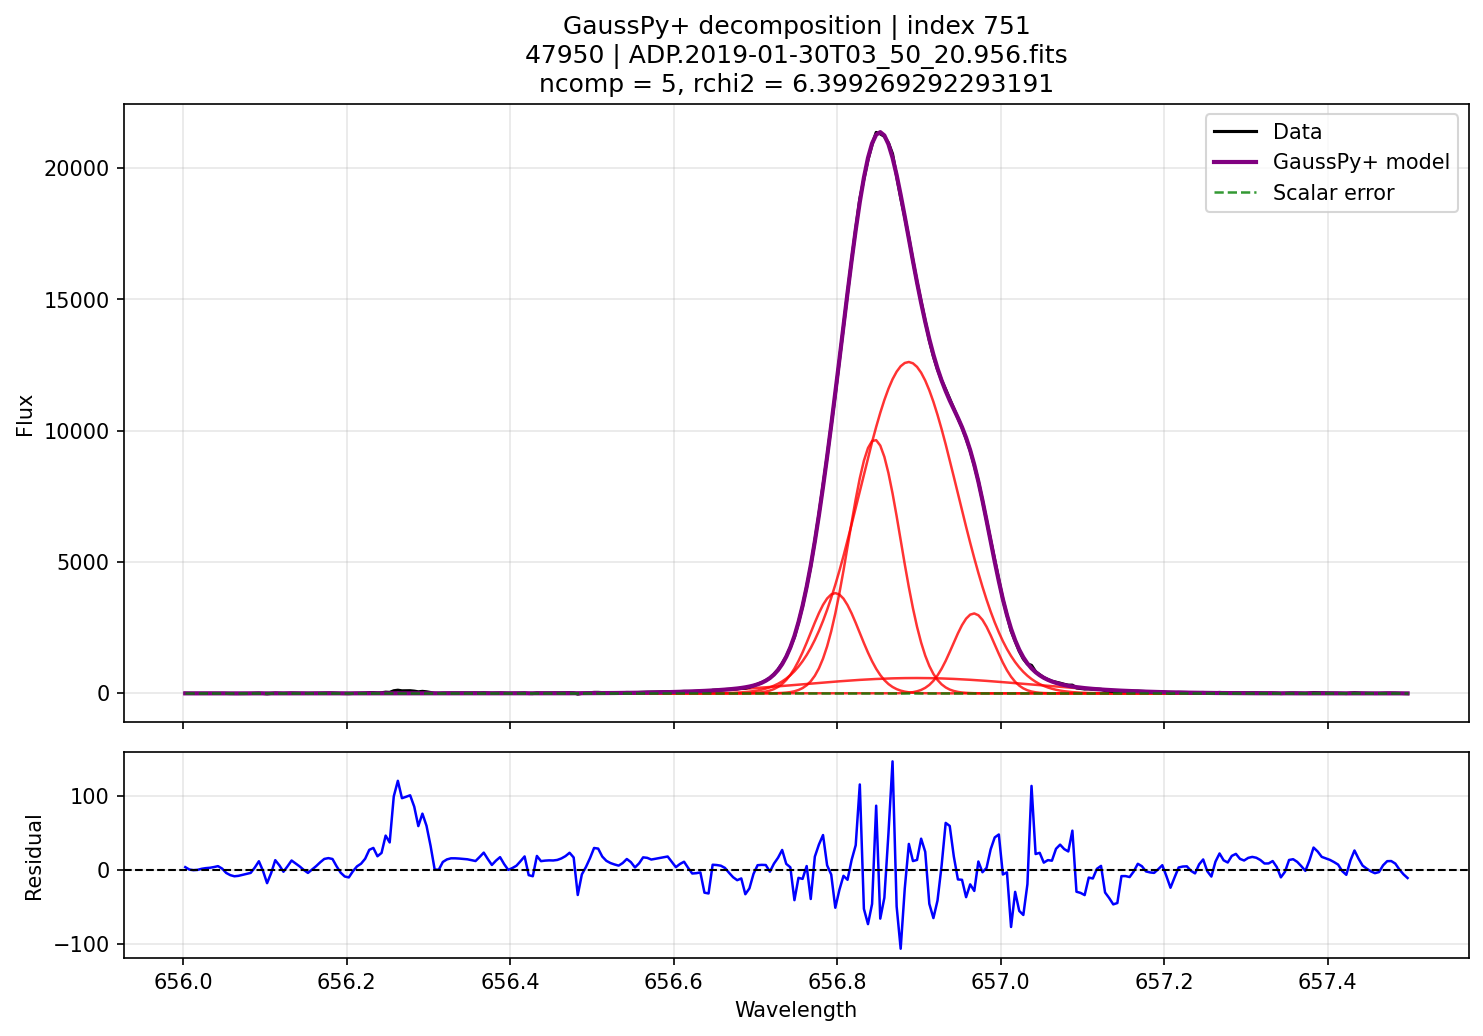 GaussPy+ decomposition | index 751
47950 | ADP.2019-01-30T03_50_20.956.fits
ncomp = 5, rchi2 = 6.399269292293191
Data
GaussPy+ model
Scalar error
Flux
20000
15000
10000
5000
0
Residual
100
0
−100
656.0
656.2
656.4
656.6
656.8
657.0
657.2
657.4
Wavelength